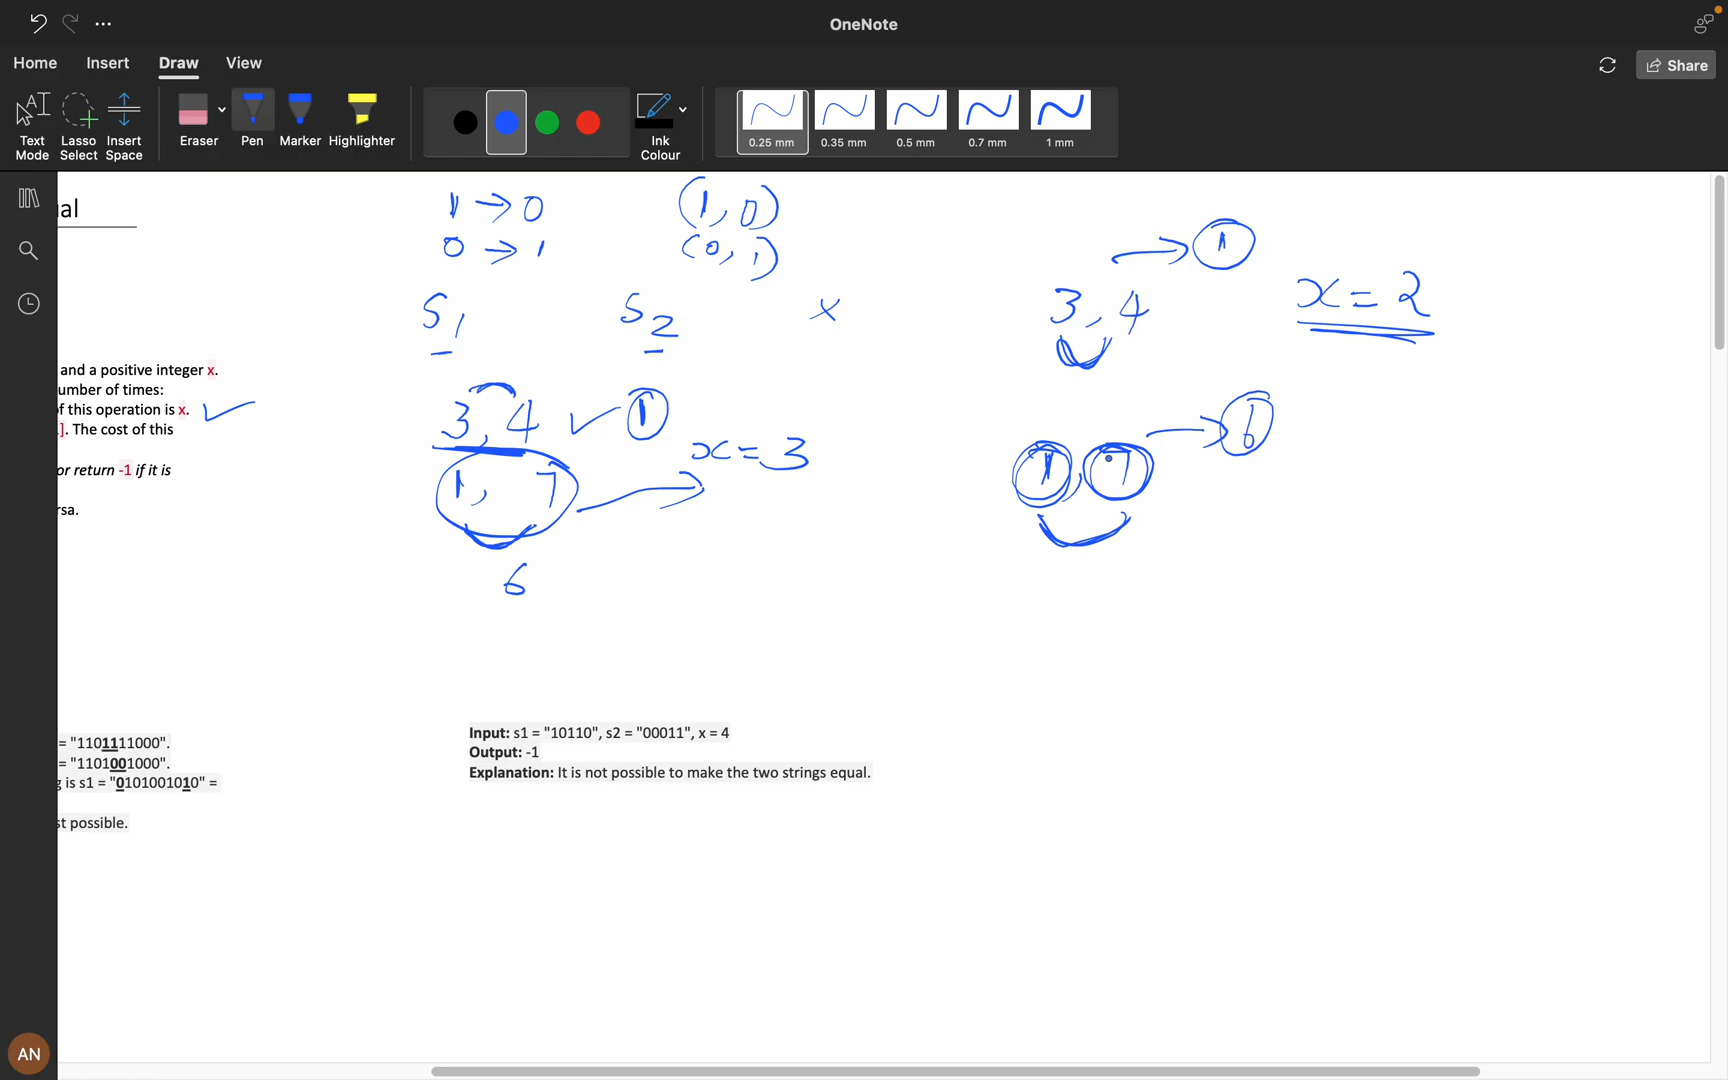 OneNote
Home Insert Draw View
Share
Text Mode
Lasso Select
Insert Space
Eraser
Pen
Marker
Highlighter
Ink Colour
0.25 mm
0.35 mm
0.5 mm
0.7 mm
1 mm
ual
1 → 0 (1, 0)
0 → 1 (0, 1)
S1 S2 x
3, 4 → 1
x = 2
and a positive integer x.
umber of times:
of this operation is x.
]. The cost of this
or return -1 if it is
rsa.
3, 4 ✓ 1
x = 3
1, 7
6
1, 7 → 6
Input: s1 = "10110", s2 = "00011", x = 4
Output: -1
Explanation: It is not possible to make the two strings equal.
= "1101111000".
= "1101001000".
g is s1 = "0101001010" =
st possible.
AN